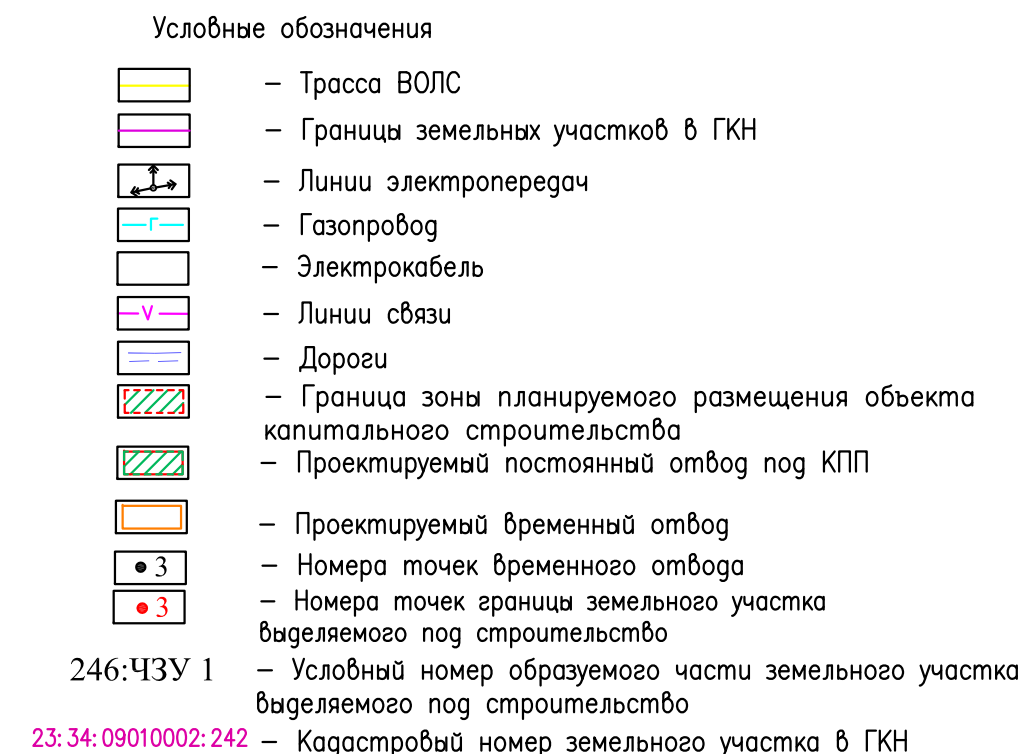 Условные обозначения
– Трасса ВОЛС
– Границы земельных участков в ГКН
– Линии электропередач
Г – Газопровод
– Электрокабель
V – Линии связи
– Дороги
– Граница зоны планируемого размещения объекта
капитального строительства
– Проектируемый постоянный отвод под КПП
– Проектируемый временный отвод
3 – Номера точек временного отвода
3 – Номера точек границы земельного участка
выделяемого под строительство
246:ЧЗУ 1 – Условный номер образуемого части земельного участка
выделяемого под строительство
23:34:09010002:242 – Кадастровый номер земельного участка в ГКН